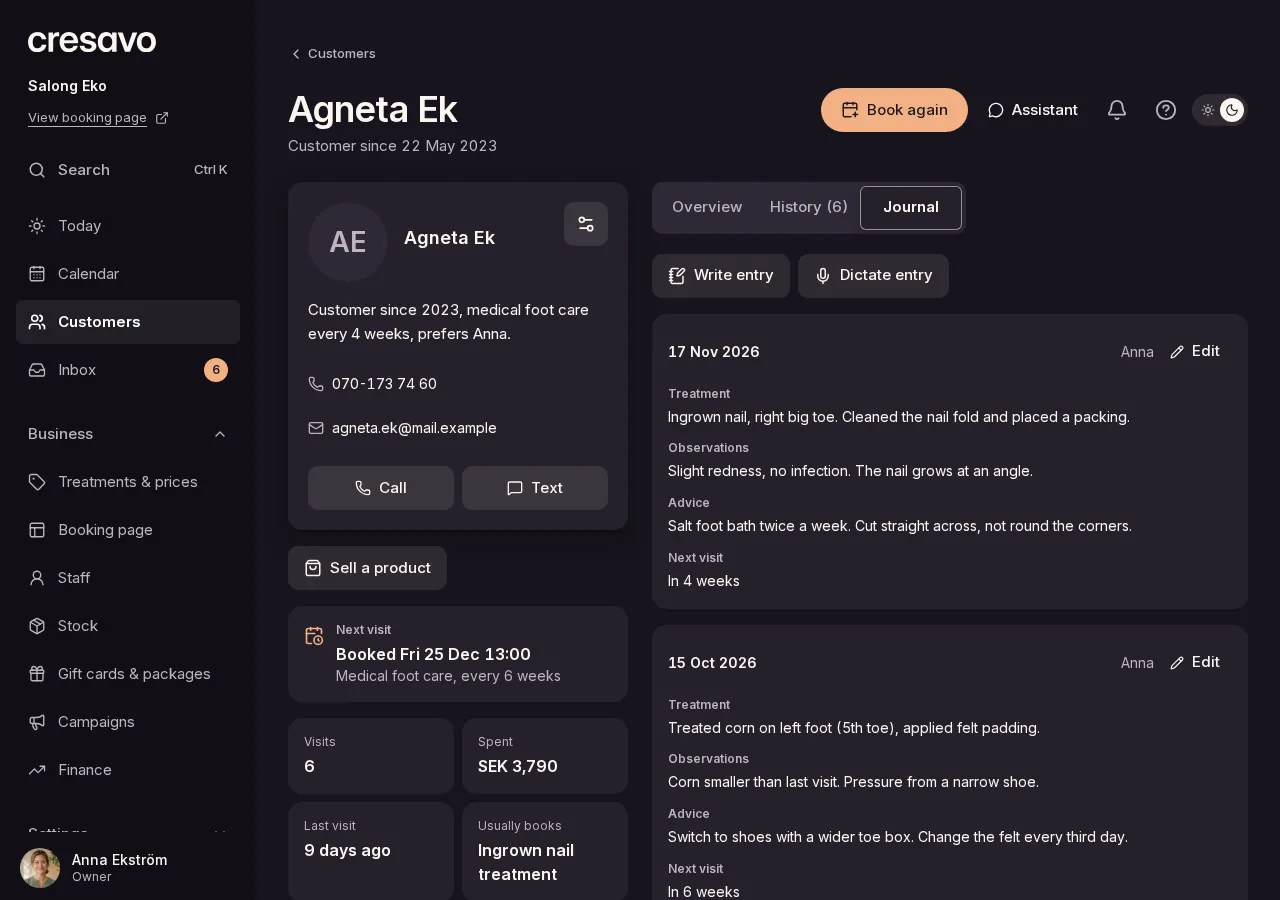 cresavo
Salong Eko
View booking page
Search Ctrl K
Today
Calendar
Customers
Inbox 6
Business
Treatments & prices
Booking page
Staff
Stock
Gift cards & packages
Campaigns
Finance
Settings
Anna Ekström
Owner
Customers
Agneta Ek
Customer since 22 May 2023
Book again
Assistant
AE
Agneta Ek
Customer since 2023, medical foot care
every 4 weeks, prefers Anna.
070-173 74 60
agneta.ek@mail.example
Call
Text
Sell a product
Next visit
Booked Fri 25 Dec 13:00
Medical foot care, every 6 weeks
Visits
6
Spent
SEK 3,790
Last visit
9 days ago
Usually books
Ingrown nail
treatment
Overview
History (6)
Journal
Write entry
Dictate entry
17 Nov 2026
Anna
Edit
Treatment
Ingrown nail, right big toe. Cleaned the nail fold and placed a packing.
Observations
Slight redness, no infection. The nail grows at an angle.
Advice
Salt foot bath twice a week. Cut straight across, not round the corners.
Next visit
In 4 weeks
15 Oct 2026
Anna
Edit
Treatment
Treated corn on left foot (5th toe), applied felt padding.
Observations
Corn smaller than last visit. Pressure from a narrow shoe.
Advice
Switch to shoes with a wider toe box. Change the felt every third day.
Next visit
In 6 weeks